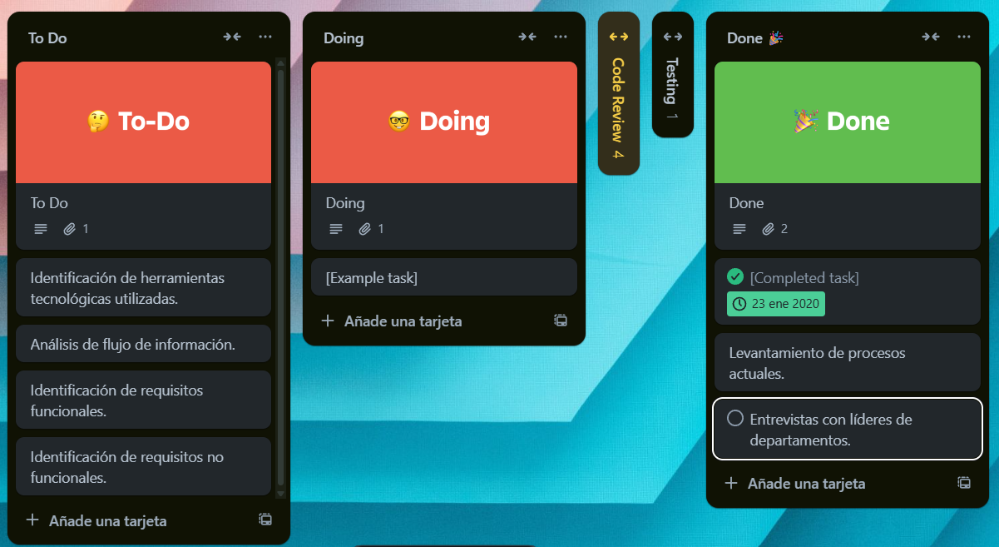 To Do
🤔 To-Do
To Do
1
Identificación de herramientas
tecnológicas utilizadas.
Análisis de flujo de información.
Identificación de requisitos
funcionales.
Identificación de requisitos no
funcionales.
+ Añade una tarjeta
Doing
🤓 Doing
Doing
1
[Example task]
+ Añade una tarjeta
Code Review 4
Testing 1
Done 🎉
🎉 Done
Done
2
[Completed task]
23 ene 2020
Levantamiento de procesos
actuales.
Entrevistas con líderes de
departamentos.
+ Añade una tarjeta